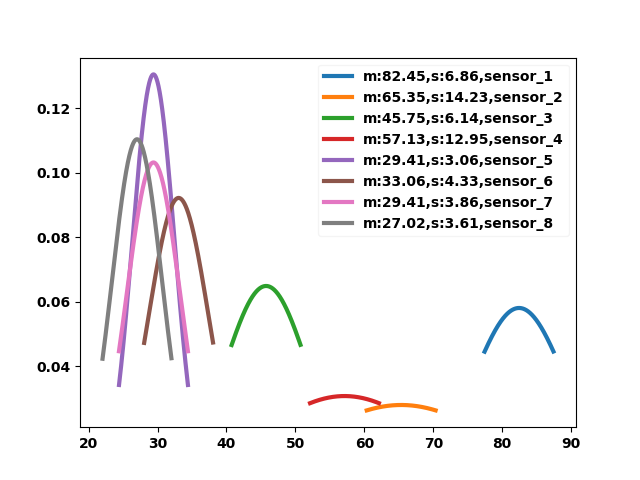 m:82.45,s:6.86,sensor_1
m:65.35,s:14.23,sensor_2
m:45.75,s:6.14,sensor_3
m:57.13,s:12.95,sensor_4
m:29.41,s:3.06,sensor_5
m:33.06,s:4.33,sensor_6
m:29.41,s:3.86,sensor_7
m:27.02,s:3.61,sensor_8
0.12
0.10
0.08
0.06
0.04
20 30 40 50 60 70 80 90